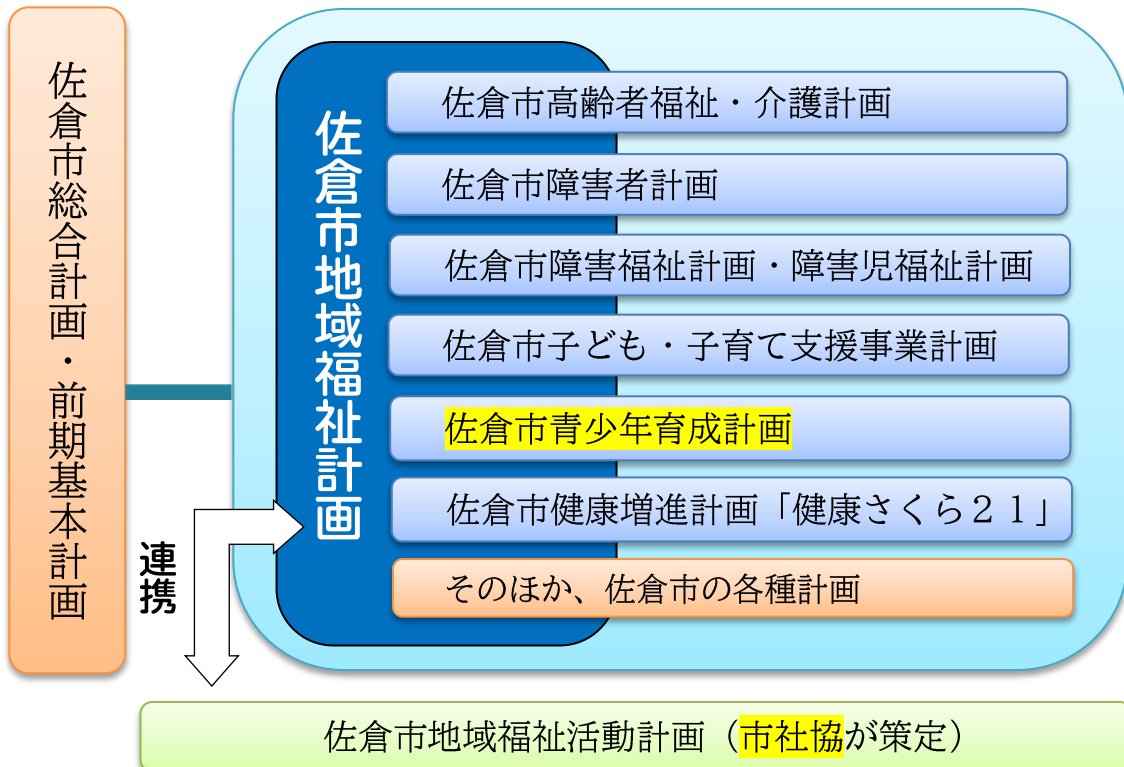 佐倉市総合計画・前期基本計画
佐倉市地域福祉計画
佐倉市高齢者福祉・介護計画
佐倉市障害者計画
佐倉市障害福祉計画・障害児福祉計画
佐倉市子ども・子育て支援事業計画
佐倉市青少年育成計画
佐倉市健康増進計画「健康さくら２１」
そのほか、佐倉市の各種計画
連携
佐倉市地域福祉活動計画（市社協が策定）